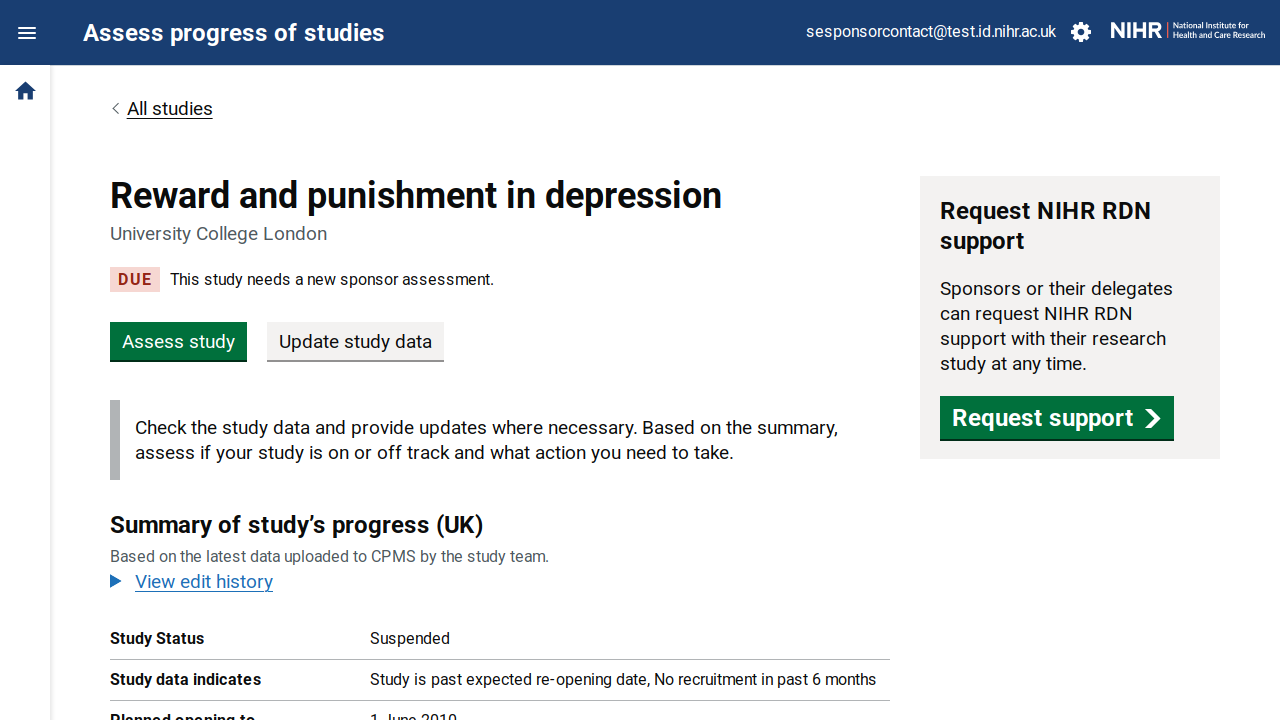 Assess progress of studies
sesponsorcontact@test.id.nihr.ac.uk
NIHR | National Institute for
Health and Care Research
All studies
Reward and punishment in depression
University College London
DUE This study needs a new sponsor assessment.
Assess study
Update study data
Check the study data and provide updates where necessary. Based on the summary,
assess if your study is on or off track and what action you need to take.
Summary of study’s progress (UK)
Based on the latest data uploaded to CPMS by the study team.
View edit history
Study Status Suspended
Study data indicates Study is past expected re-opening date, No recruitment in past 6 months
Planned opening to 1 June 2010
Request NIHR RDN
support
Sponsors or their delegates
can request NIHR RDN
support with their research
study at any time.
Request support